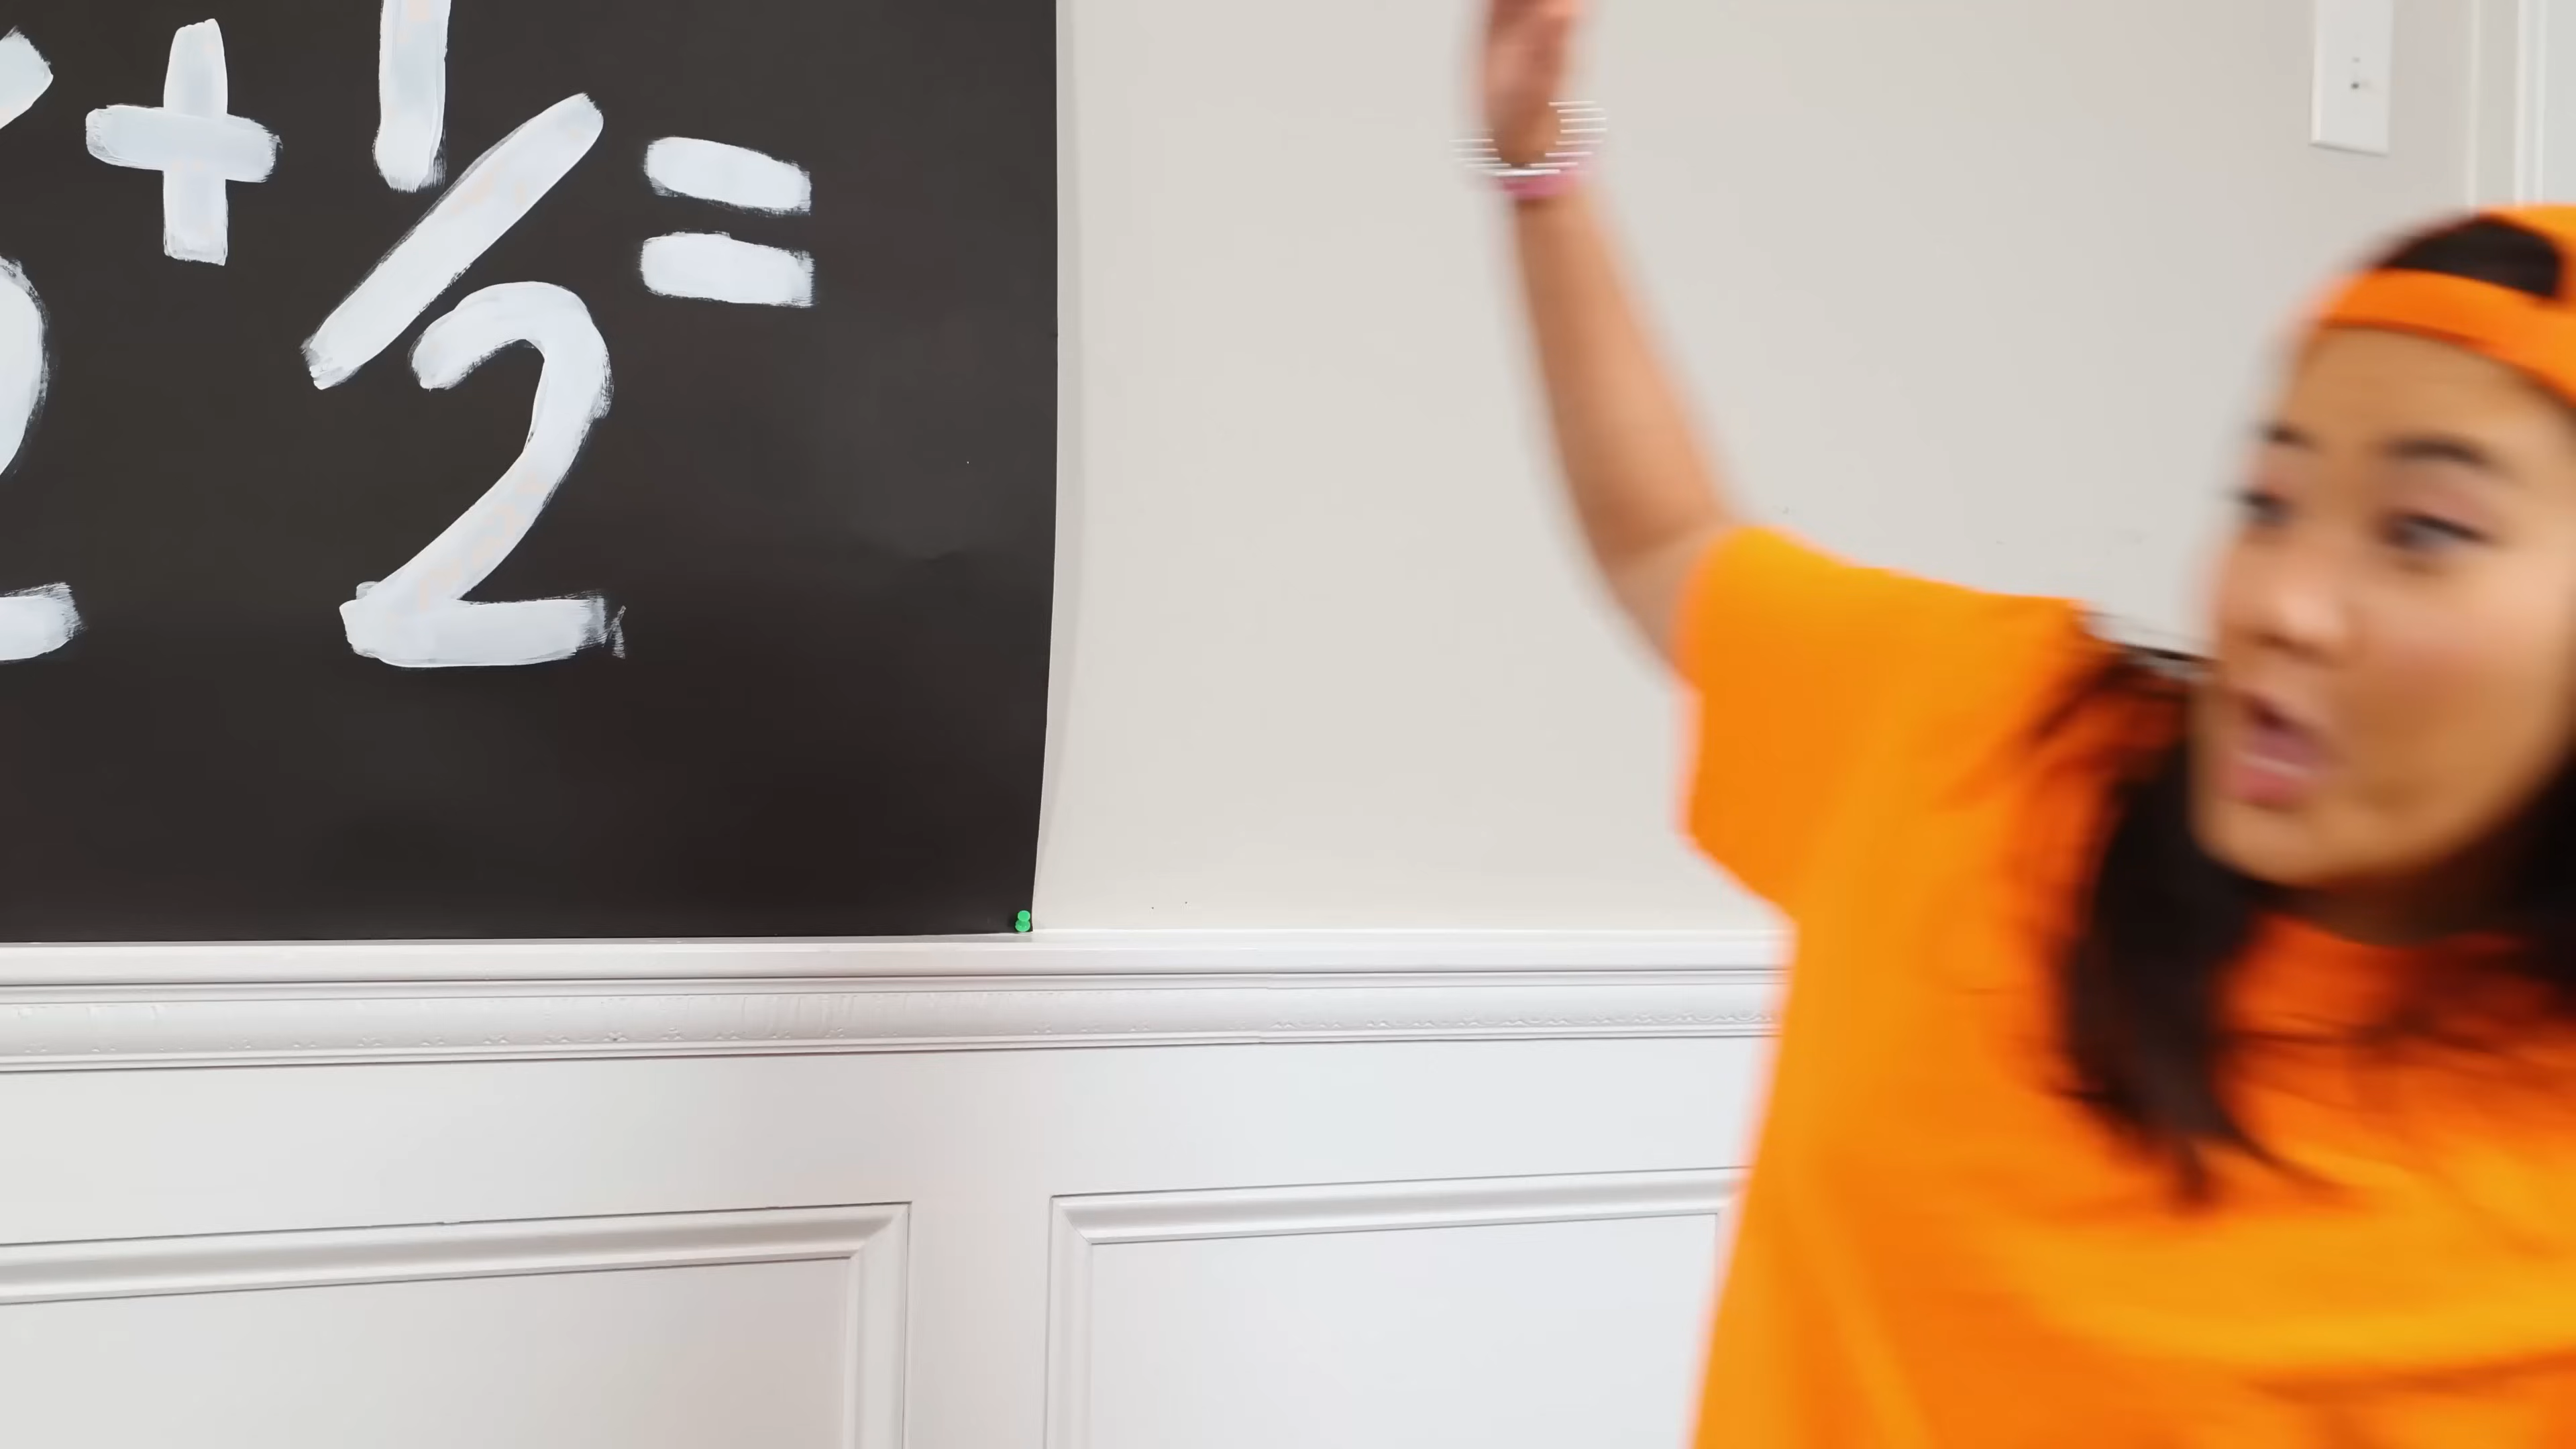 + 1/2 =